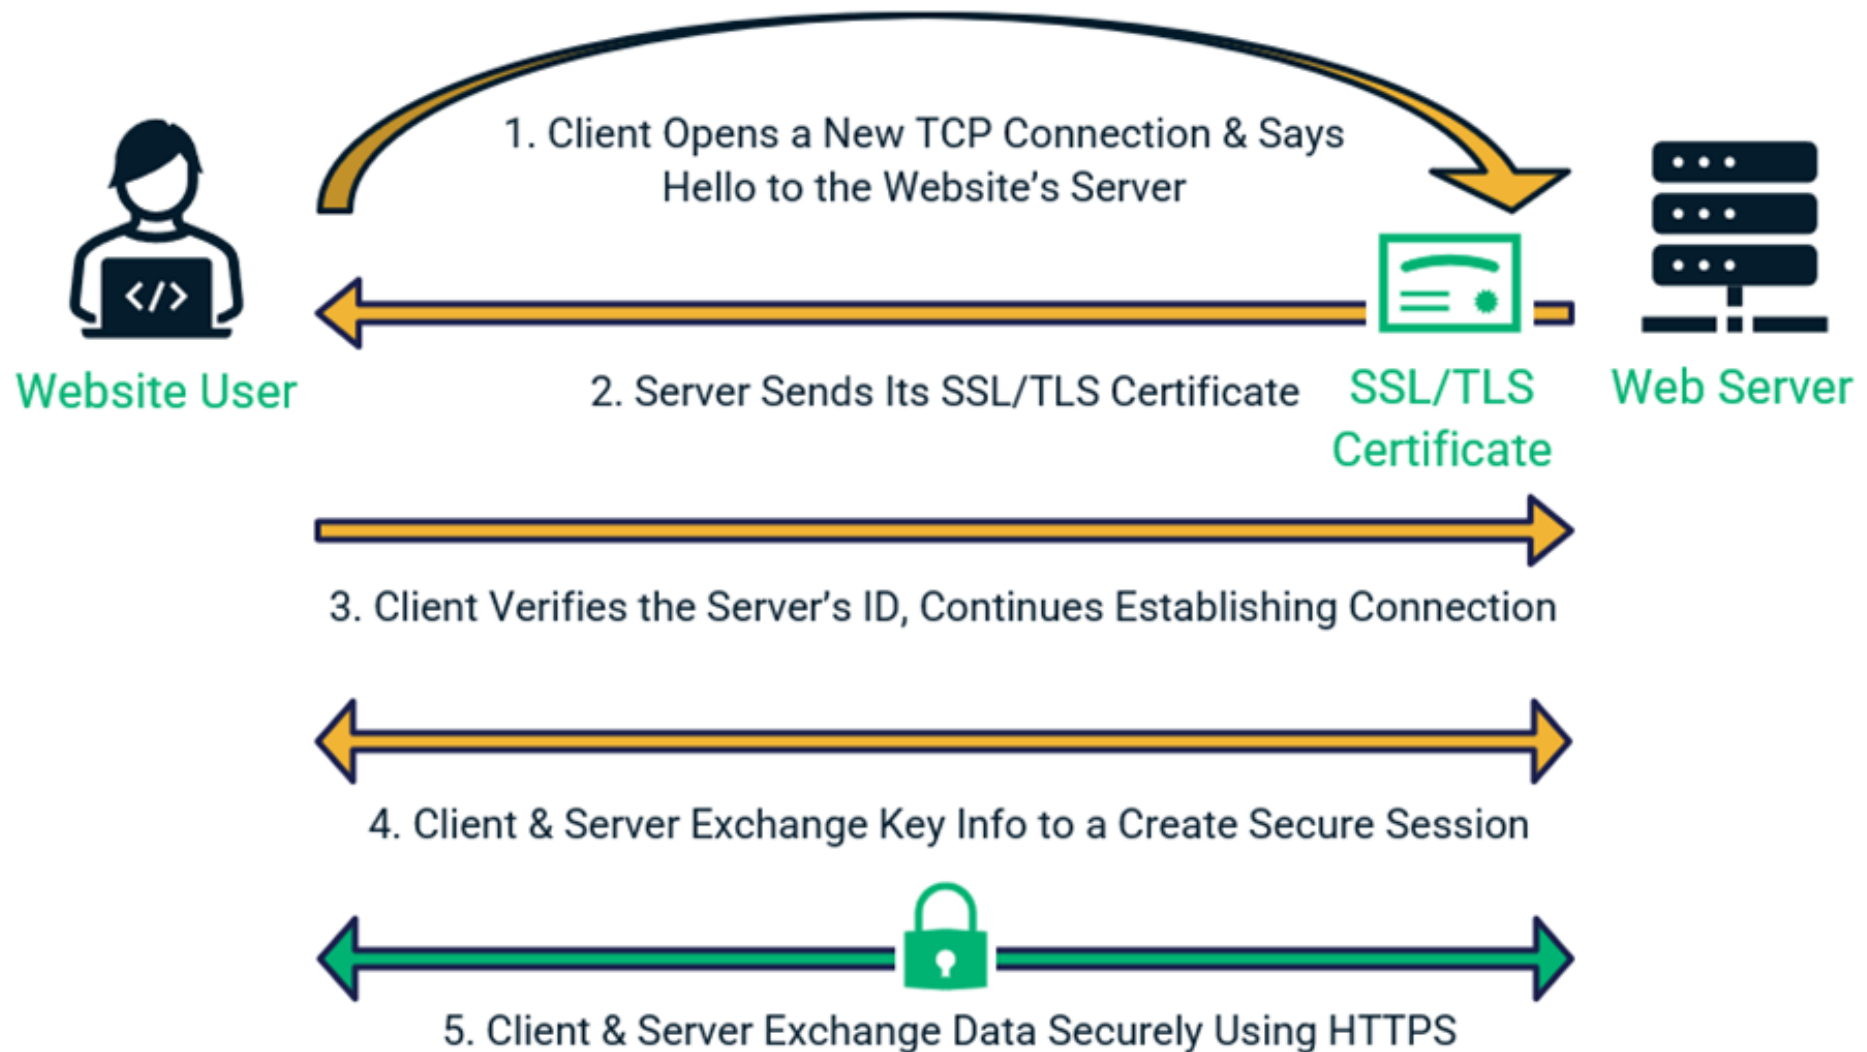 1. Client Opens a New TCP Connection & Says
Hello to the Website's Server
</>
Website User
2. Server Sends Its SSL/TLS Certificate
SSL/TLS
Certificate
Web Server
3. Client Verifies the Server's ID, Continues Establishing Connection
4. Client & Server Exchange Key Info to a Create Secure Session
5. Client & Server Exchange Data Securely Using HTTPS